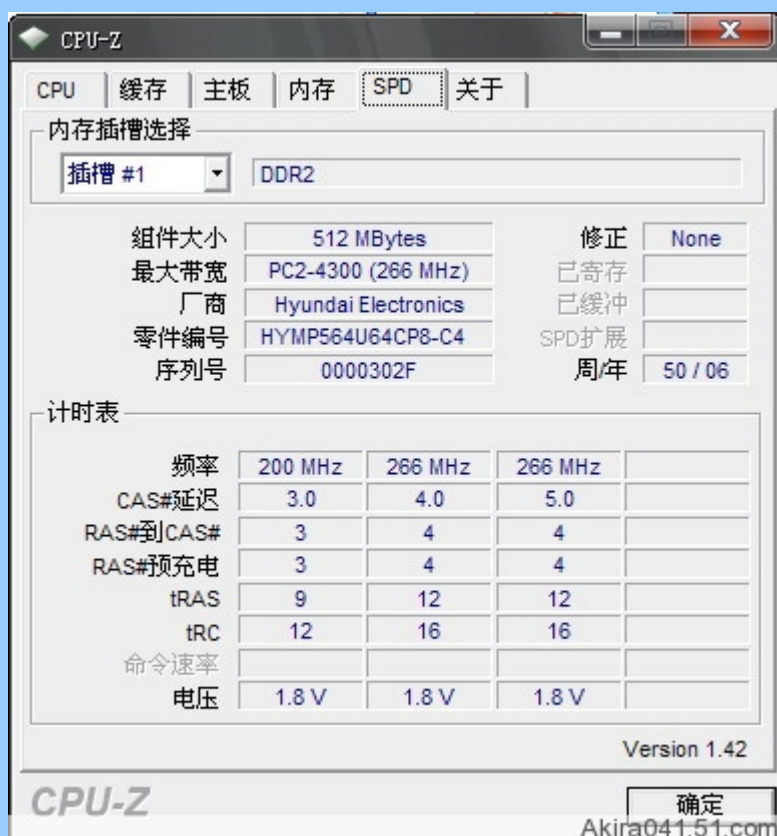 CPU-Z
CPU 缓存 主板 内存 SPD 关于
内存插槽选择
插槽 #1 DDR2
组件大小 512 MBytes 修正 None
最大带宽 PC2-4300 (266 MHz) 已寄存
厂商 Hyundai Electronics 已缓冲
零件编号 HYMP564U64CP8-C4 SPD扩展
序列号 0000302F 周/年 50 / 06
计时表
频率 200 MHz 266 MHz 266 MHz
CAS#延迟 3.0 4.0 5.0
RAS#到CAS# 3 4 4
RAS#预充电 3 4 4
tRAS 9 12 12
tRC 12 16 16
命令速率
电压 1.8 V 1.8 V 1.8 V
Version 1.42
CPU-Z 确定
Akira041.51.com